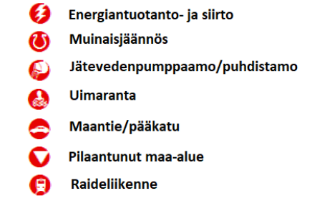 Energiantuotanto- ja siirto
Muinaisjäännös
Jätevedenpumppaamo/puhdistamo
Uimaranta
Maantie/pääkatu
Pilaantunut maa-alue
Raideliikenne